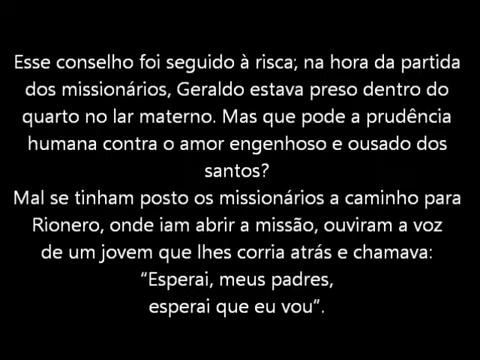 Esse conselho foi seguido à risca; na hora da partida
dos missionários, Geraldo estava preso dentro do
quarto no lar materno. Mas que pode a prudência
humana contra o amor engenhoso e ousado dos
santos?
Mal se tinham posto os missionários a caminho para
Rionero, onde iam abrir a missão, ouviram a voz
de um jovem que lhes corria atrás e chamava:
“Esperai, meus padres,
esperai que eu vou”.